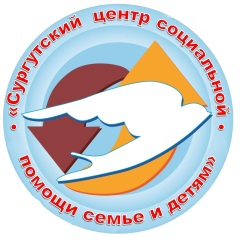 «Сургутский центр социальной
помощи семье и детям»